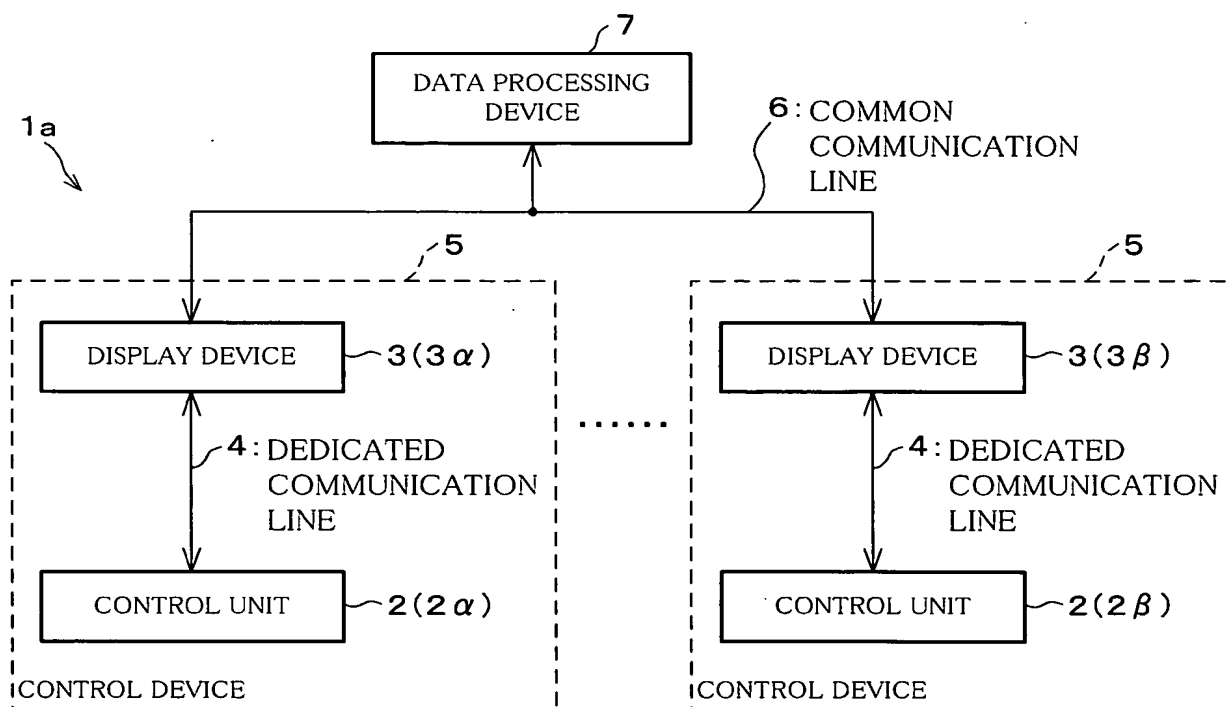 7
DATA PROCESSING
DEVICE
1a
6: COMMON
COMMUNICATION
LINE
5
5
DISPLAY DEVICE
3(3α)
DISPLAY DEVICE
3(3β)
......
4: DEDICATED
COMMUNICATION
LINE
4: DEDICATED
COMMUNICATION
LINE
CONTROL UNIT
2(2α)
CONTROL UNIT
2(2β)
CONTROL DEVICE
CONTROL DEVICE